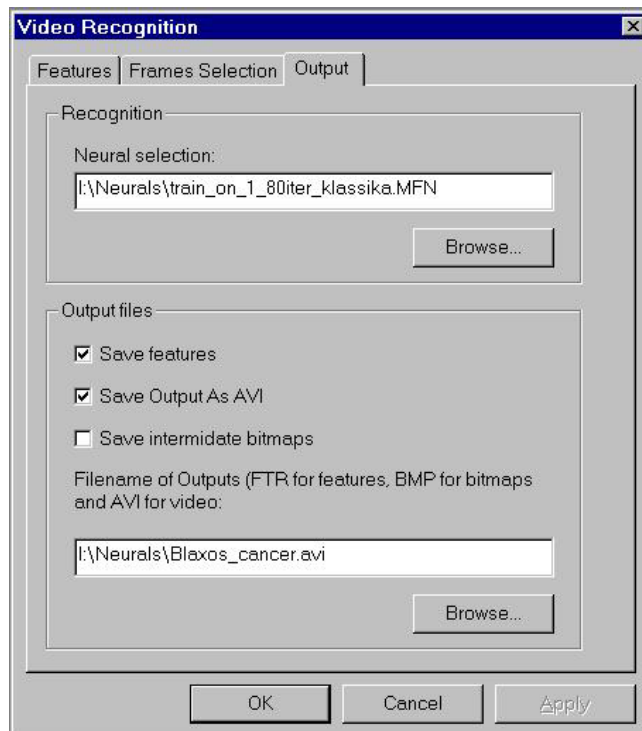 Video Recognition
Features
Frames Selection
Output
Recognition
Neural selection:
I:\Neurals\train_on_1_80iter_klassika.MFN
Browse...
Output files
Save features
Save Output As AVI
Save intermidate bitmaps
Filename of Outputs (FTR for features, BMP for bitmaps
and AVI for video:
I:\Neurals\Blaxos_cancer.avi
Browse...
OK
Cancel
Apply